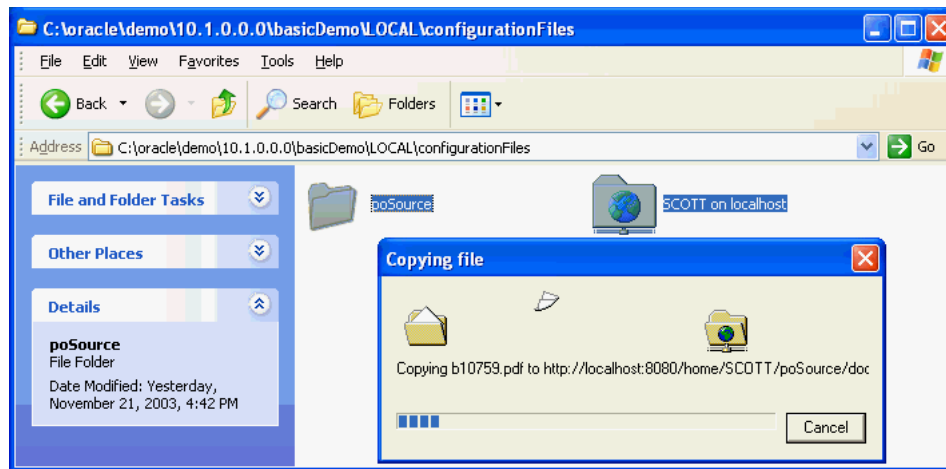 C:\oracle\demo\10.1.0.0.0\basicDemo\LOCAL\configurationFiles
File Edit View Favorites Tools Help
Back Search Folders
Address C:\oracle\demo\10.1.0.0.0\basicDemo\LOCAL\configurationFiles Go
File and Folder Tasks
poSource
SCOTT on localhost
Other Places
Details
poSource
File Folder
Date Modified: Yesterday,
November 21, 2003, 4:42 PM
Copying file
Copying b10759.pdf to http://localhost:8080/home/SCOTT/poSource/doc
Cancel